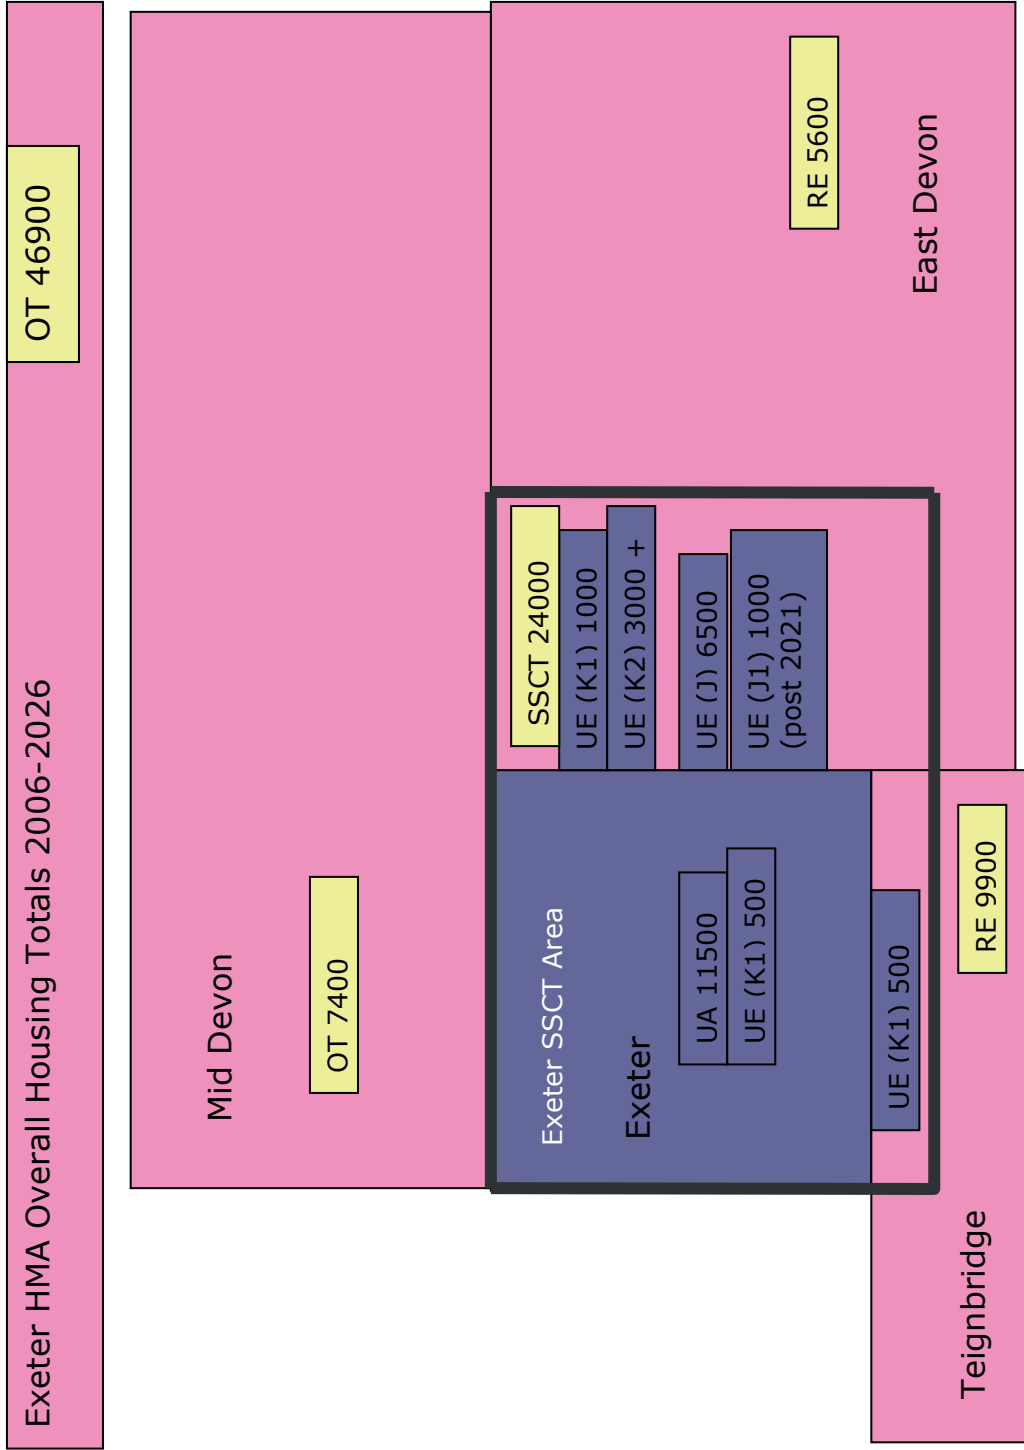 Exeter HMA Overall Housing Totals 2006-2026
OT 46900
Mid Devon
OT 7400
Exeter SSCT Area
SSCT 24000
UE (K1) 1000
UE (K2) 3000 +
Exeter
UA 11500
UE (J) 6500
UE (K1) 500
UE (J1) 1000
(post 2021)
RE 5600
East Devon
UE (K1) 500
Teignbridge
RE 9900